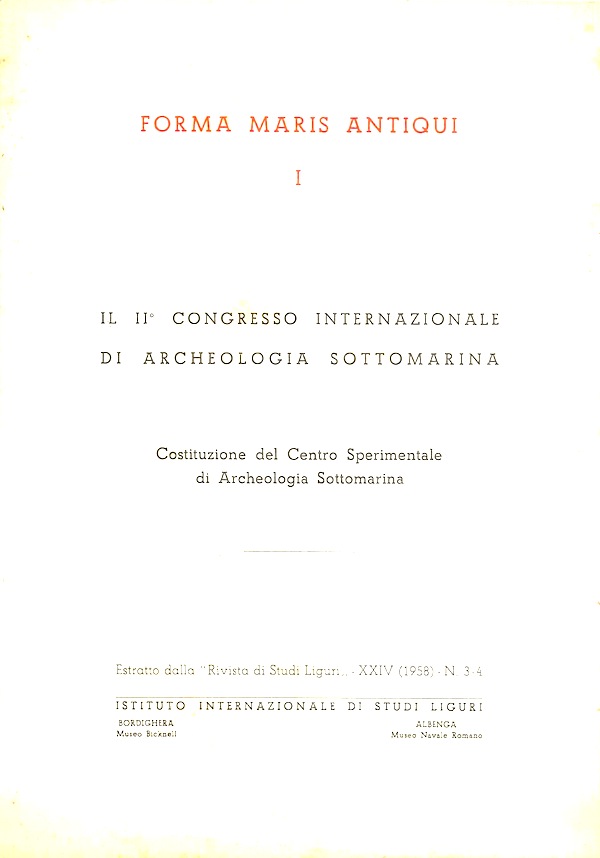 FORMA MARIS ANTIQUI
I
IL II° CONGRESSO INTERNAZIONALE
DI ARCHEOLOGIA SOTTOMARINA
Costituzione del Centro Sperimentale
di Archeologia Sottomarina
Estratto dalla "Rivista di Studi Liguri„ - XXIV (1958) - N. 3-4
ISTITUTO INTERNAZIONALE DI STUDI LIGURI
BORDIGHERA
Museo Bicknell
ALBENGA
Museo Navale Romano